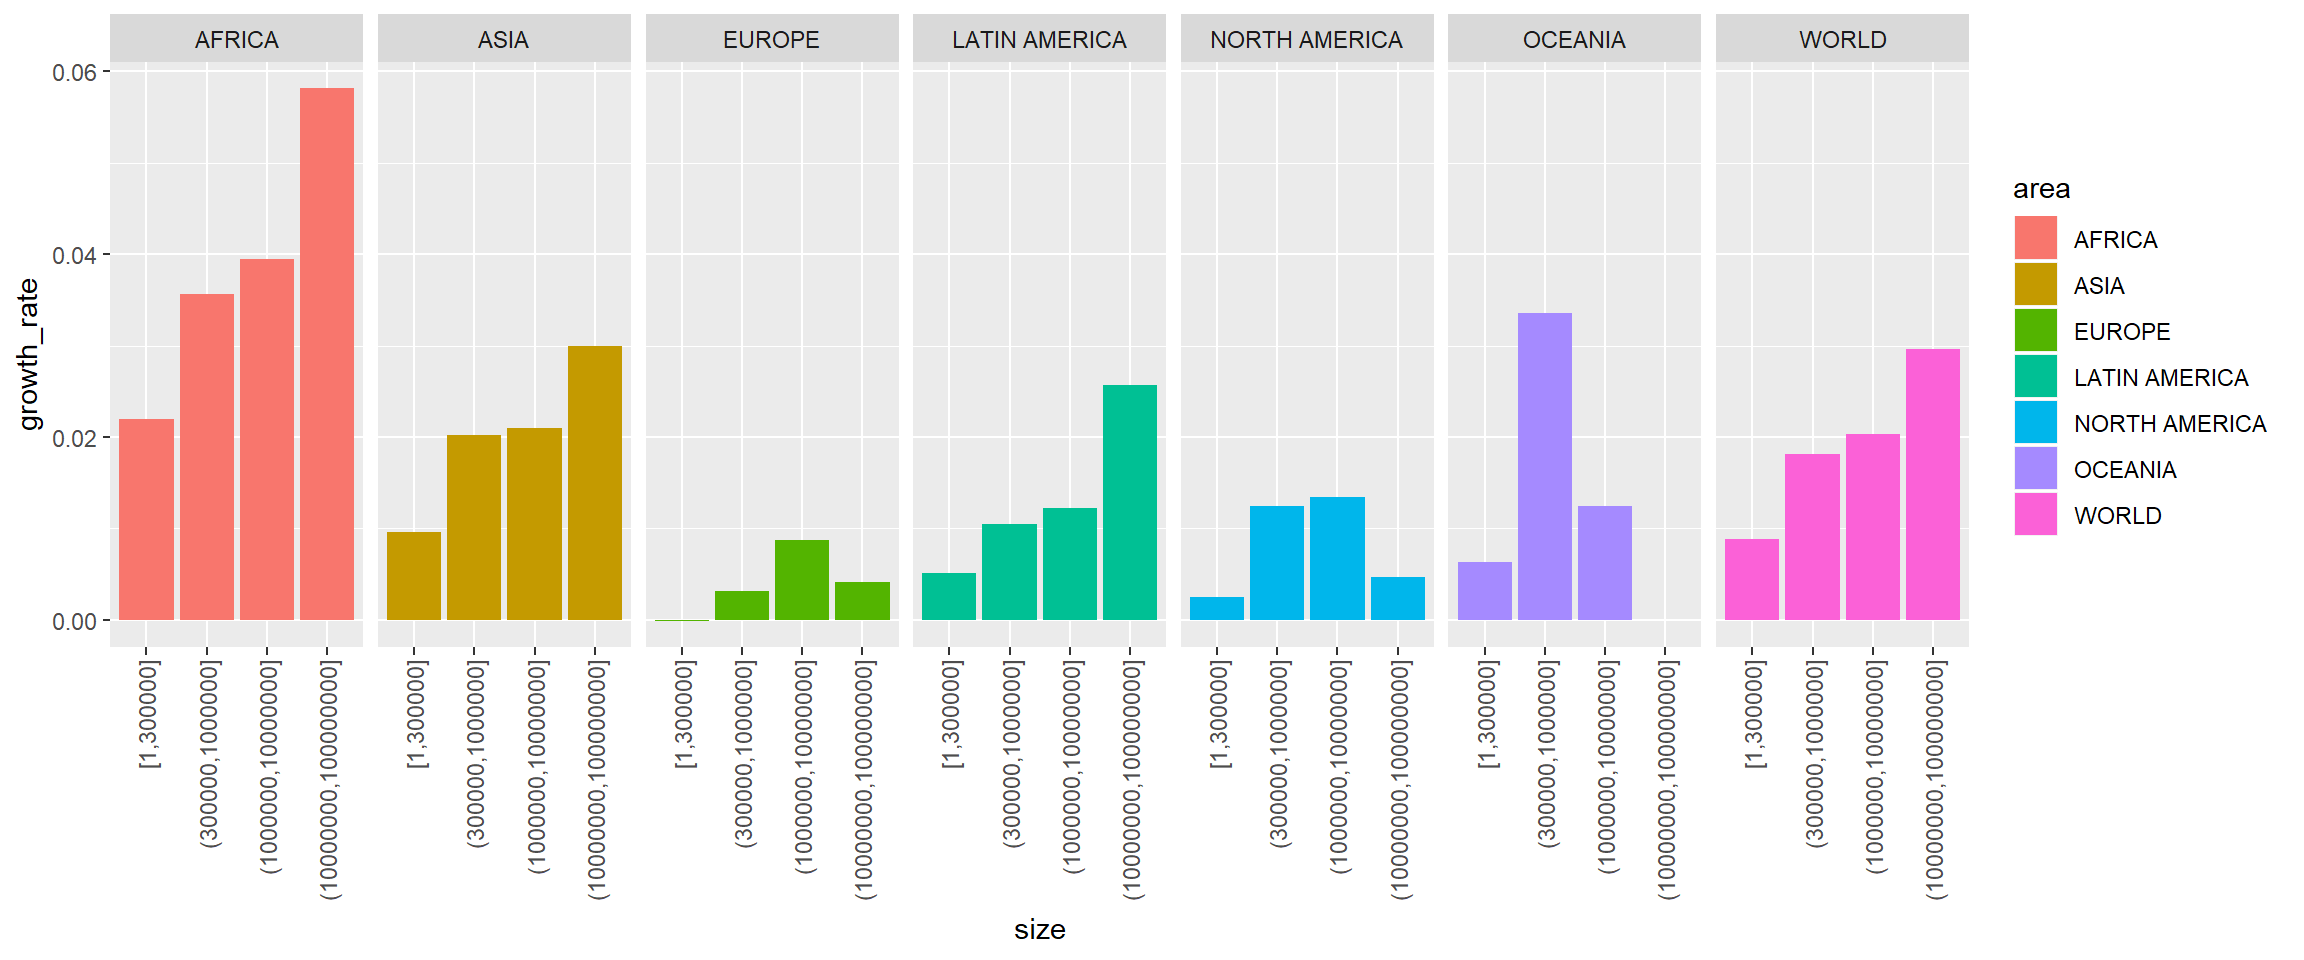 AFRICA
ASIA
EUROPE
LATIN AMERICA
NORTH AMERICA
OCEANIA
WORLD
growth_rate
0.06
0.04
0.02
0.00
[1,300000]
(300000,1000000]
(1000000,10000000]
(10000000,100000000]
[1,300000]
(300000,1000000]
(1000000,10000000]
(10000000,100000000]
[1,300000]
(300000,1000000]
(1000000,10000000]
(10000000,100000000]
[1,300000]
(300000,1000000]
(1000000,10000000]
(10000000,100000000]
[1,300000]
(300000,1000000]
(1000000,10000000]
(10000000,100000000]
[1,300000]
(300000,1000000]
(1000000,10000000]
(10000000,100000000]
[1,300000]
(300000,1000000]
(1000000,10000000]
(10000000,100000000]
size
area
AFRICA
ASIA
EUROPE
LATIN AMERICA
NORTH AMERICA
OCEANIA
WORLD